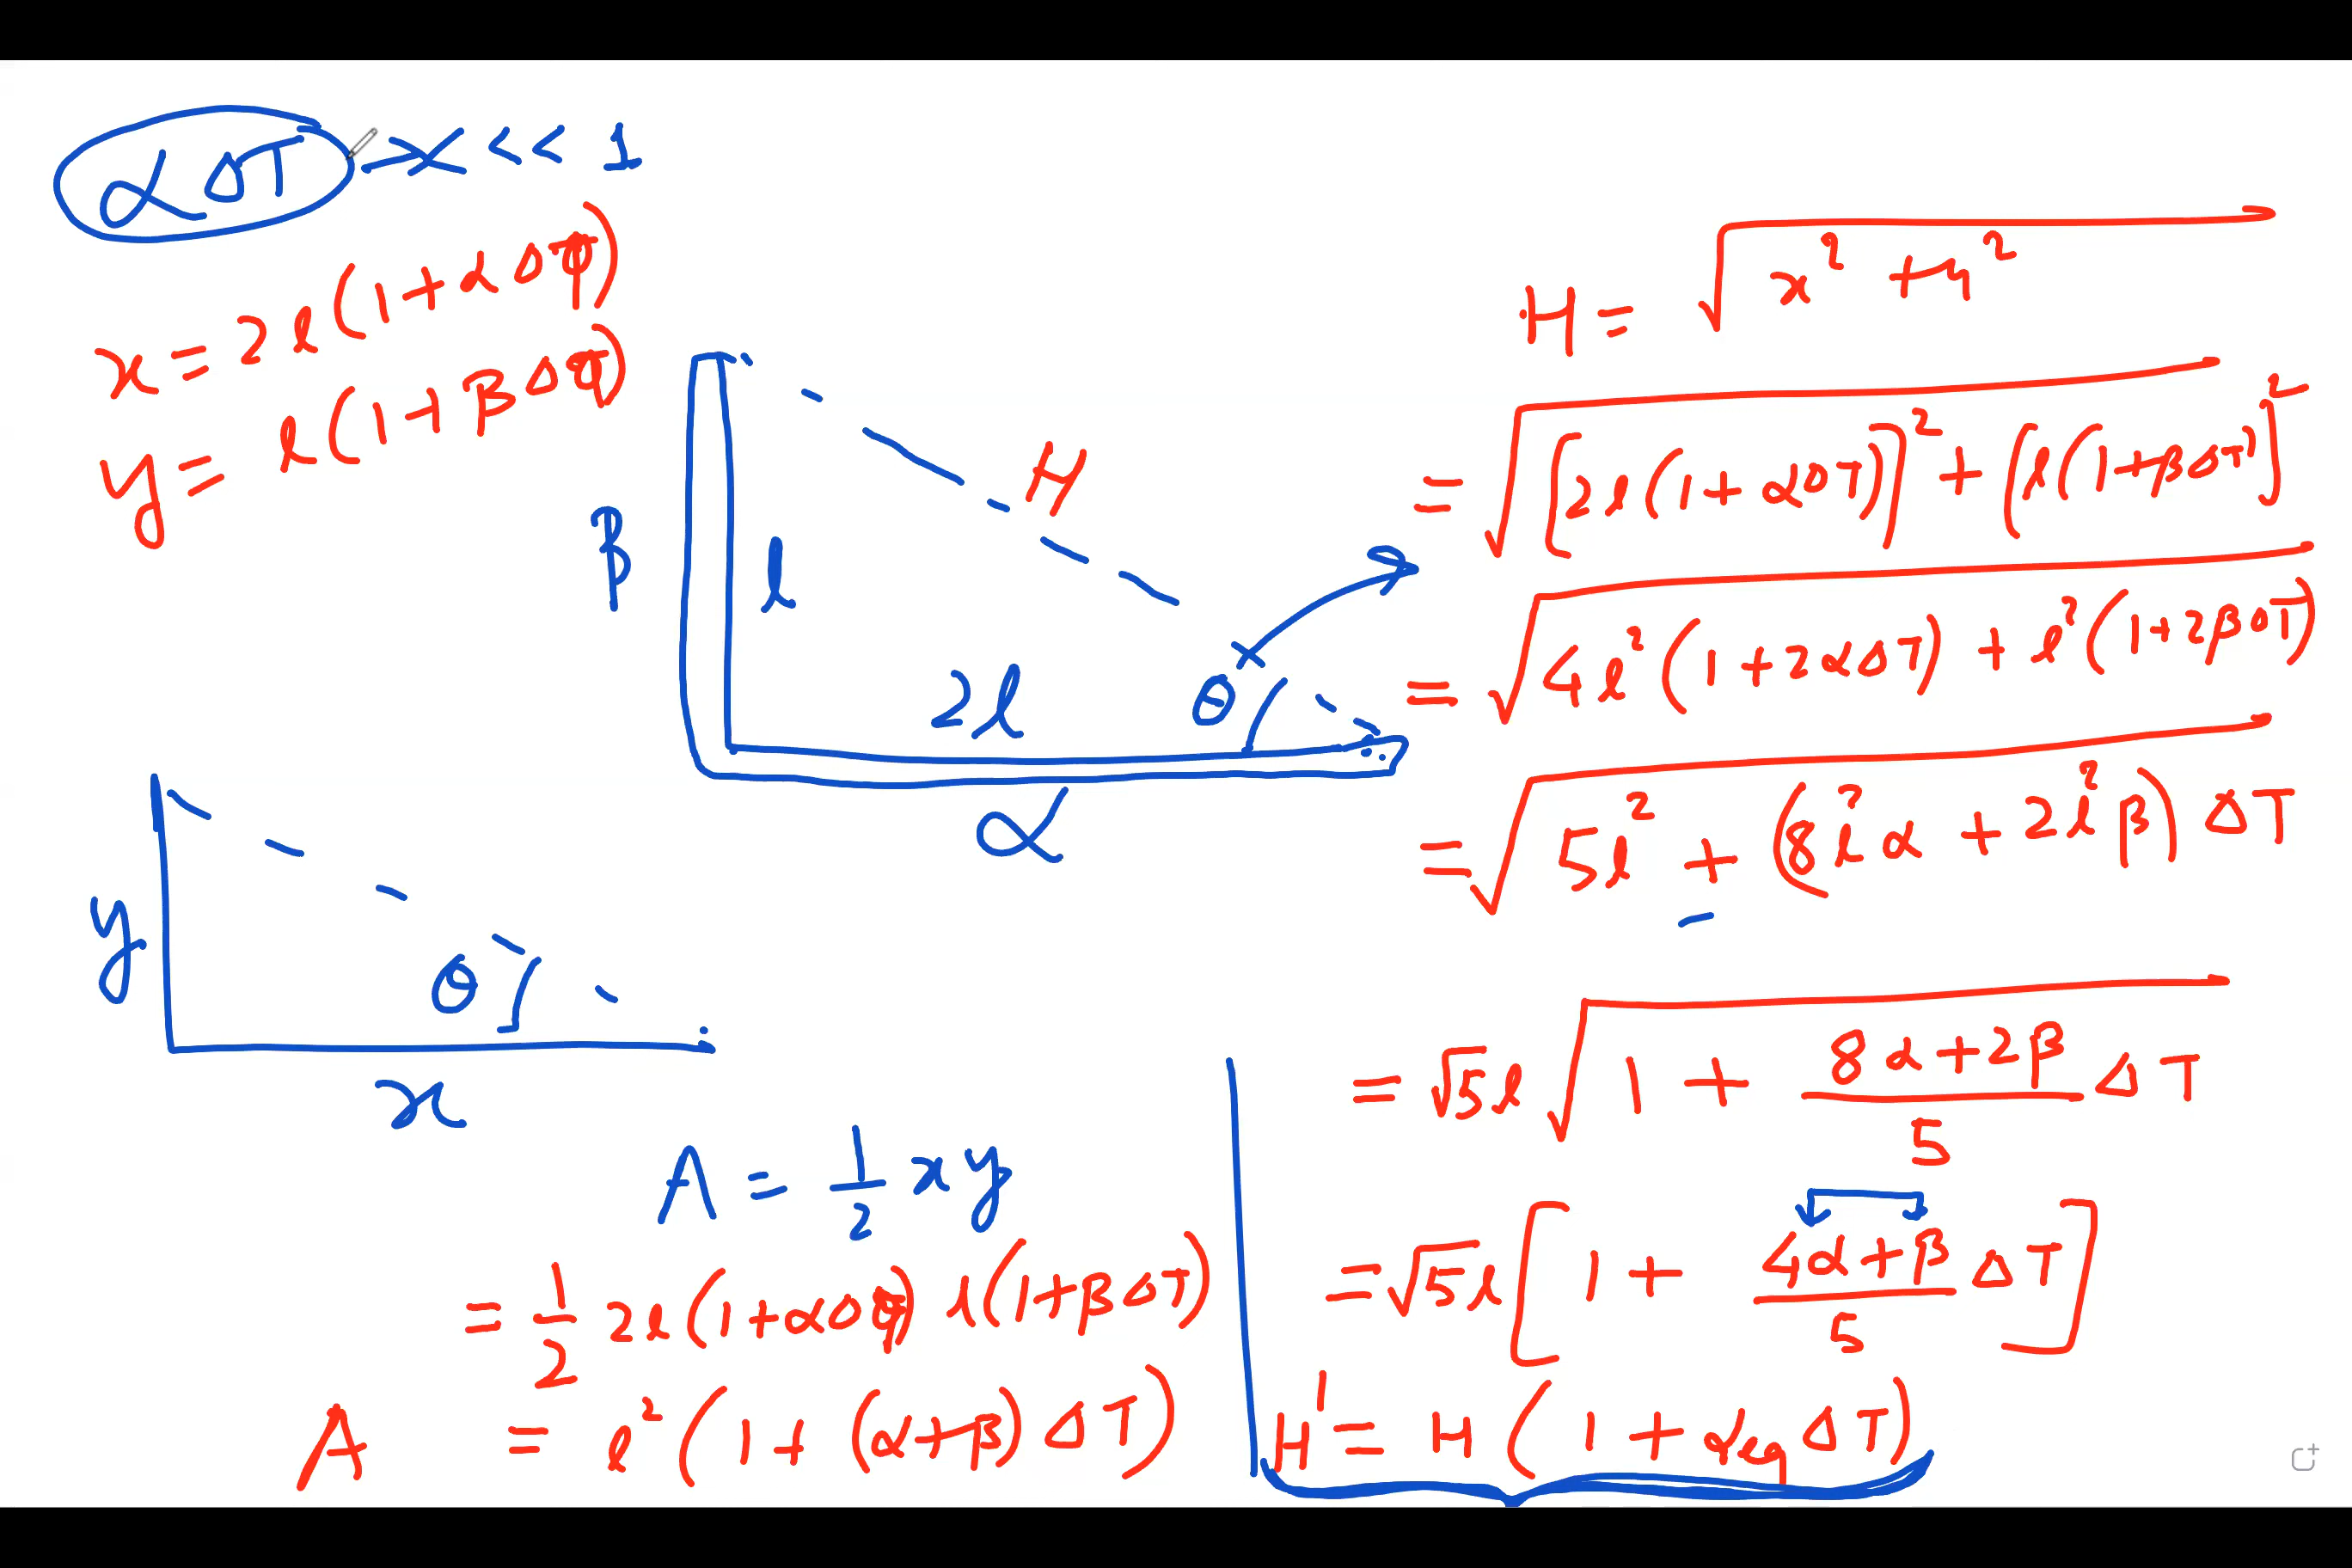 αΔT → x << 1
x = 2l(1 + αΔT)
y = l(1 + βΔT)
β
l
H
2l
θ
α
y
θ
x
A = 1/2 xy
= 1/2 2l(1+αΔθ) l(1+βΔT)
A = l²(1 + (α+β)ΔT)
H = √(x² + y²)
= √([2l(1+αΔT)]² + [l(1+βΔT)]²)
= √(4l²(1+2αΔT) + l²(1+2βΔT))
= √(5l² + (8l²α + 2l²β)ΔT)
= √5 l √(1 + (8α+2β)/5 ΔT)
= √5 l [1 + (4α+β)/5 ΔT]
H' = H(1 + αeq ΔT)